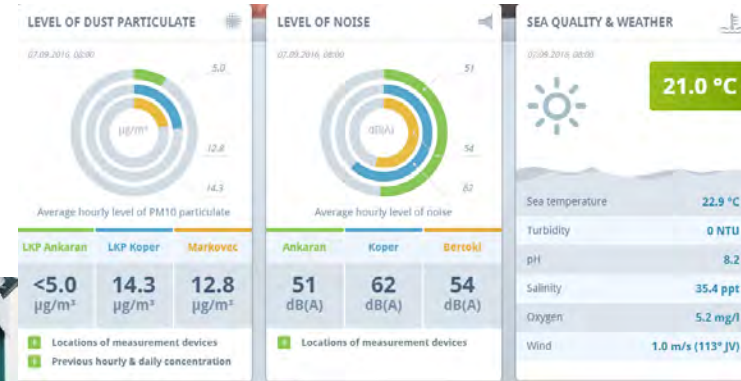 LEVEL OF DUST PARTICULATE
07.09.2016, 08:00
5.0
µg/m³
12.8
14.3
Average hourly level of PM10 particulate
LKP Ankaran LKP Koper Markovec
<5.0 14.3 12.8
µg/m³ µg/m³ µg/m³
Locations of measurement devices
Previous hourly & daily concentration
LEVEL OF NOISE
07.09.2016, 08:00
51
dB(A)
54
62
Average hourly level of noise
Ankaran Koper Bertoki
51 62 54
dB(A) dB(A) dB(A)
Locations of measurement devices
SEA QUALITY & WEATHER
07.09.2016, 08:00
21.0 °C
Sea temperature 22.9 °C
Turbidity 0 NTU
pH 8.2
Salinity 35.4 ppt
Oxygen 5.2 mg/l
Wind 1.0 m/s (113° JV)